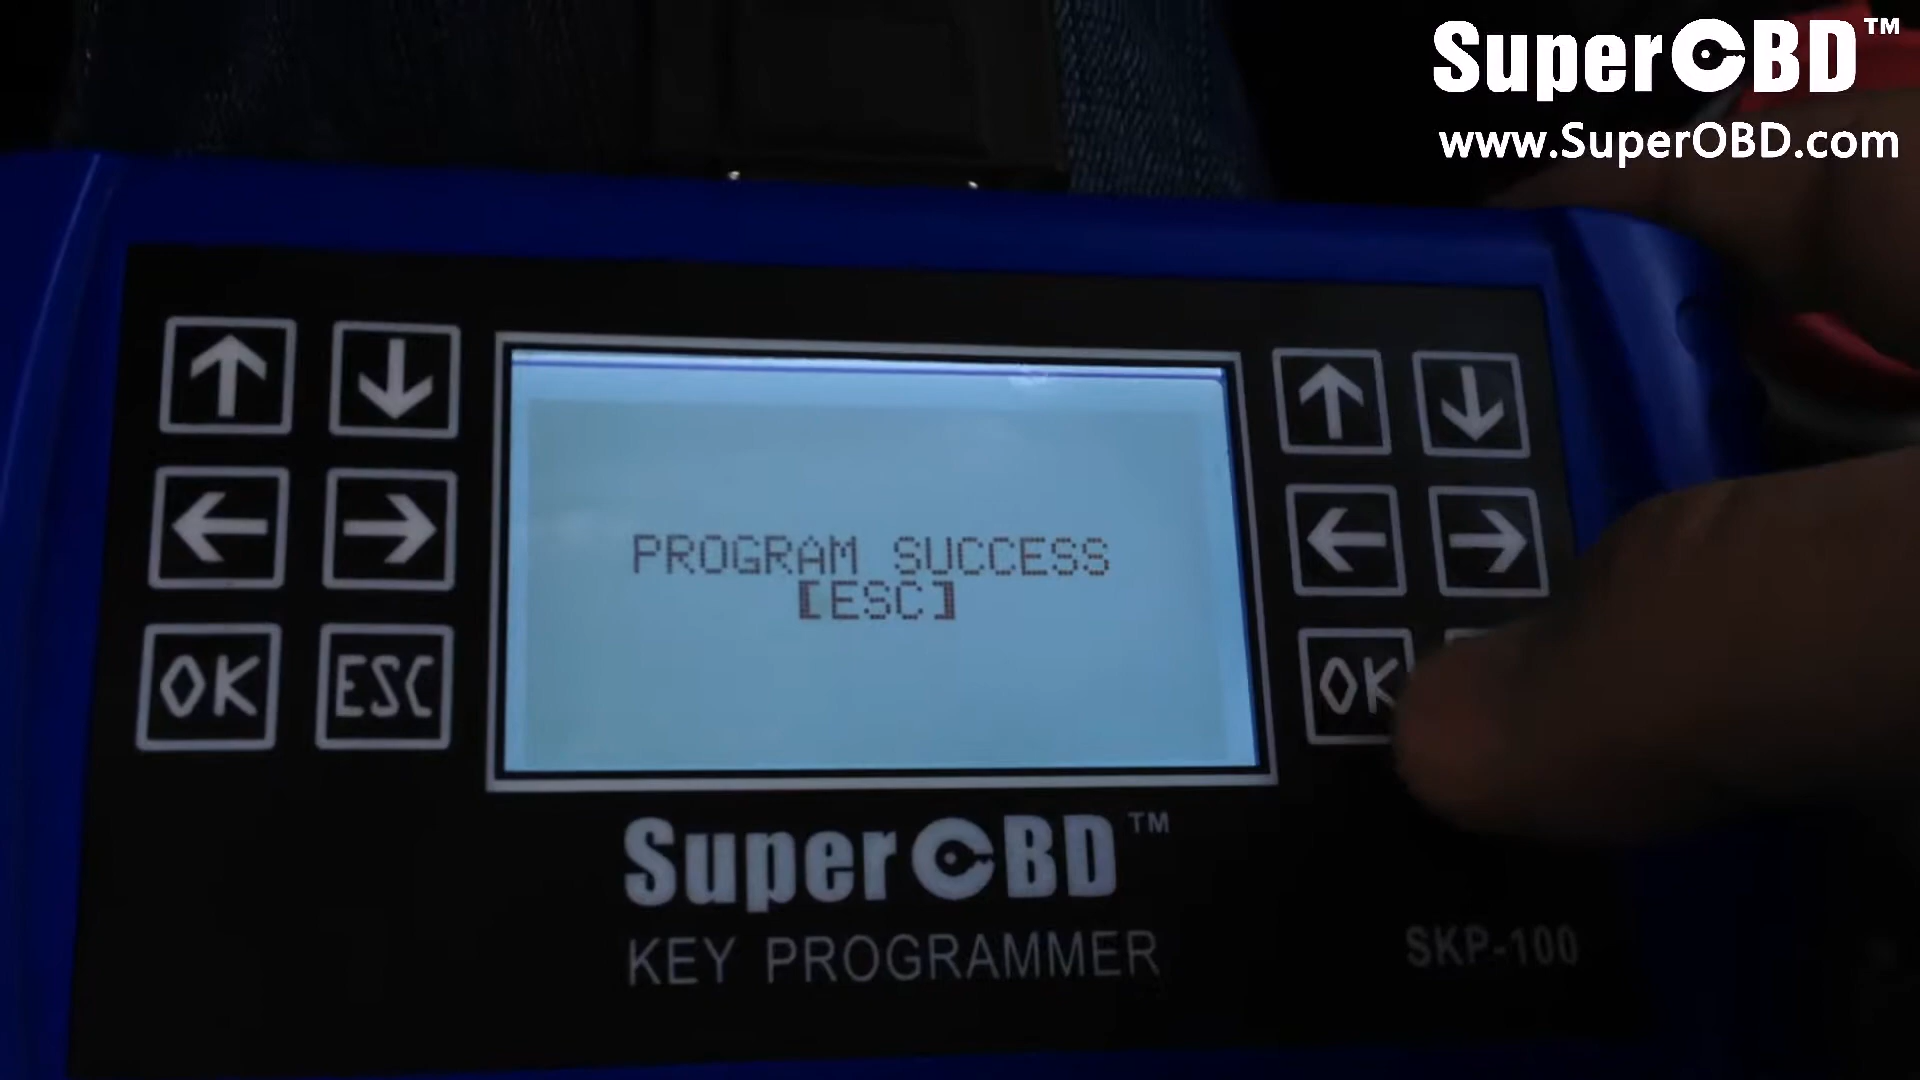 SuperOBD™
www.SuperOBD.com
PROGRAM SUCCESS
[ESC]
OK
ESC
OK
SuperOBD™
KEY PROGRAMMER
SKP-100